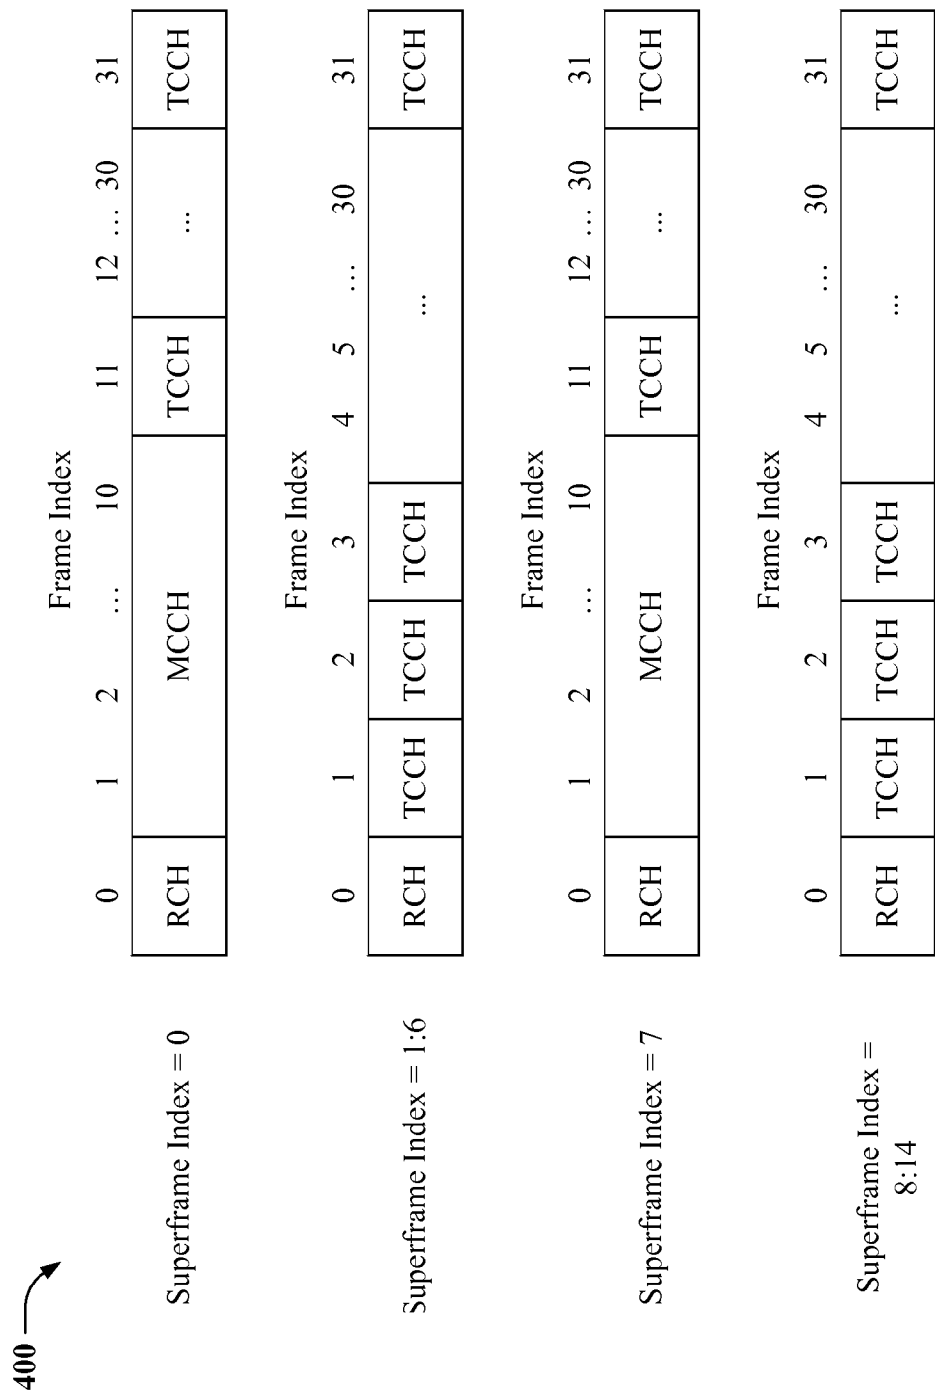 400
Frame Index
0 1 2 ... 10 11 12 ... 30 31
Superframe Index = 0
RCH MCCH TCCH ... TCCH
Frame Index
0 1 2 3 4 5 ... 30 31
Superframe Index = 1:6
RCH TCCH TCCH TCCH ... TCCH
Frame Index
0 1 2 ... 10 11 12 ... 30 31
Superframe Index = 7
RCH MCCH TCCH ... TCCH
Frame Index
0 1 2 3 4 5 ... 30 31
Superframe Index =
8:14
RCH TCCH TCCH TCCH ... TCCH